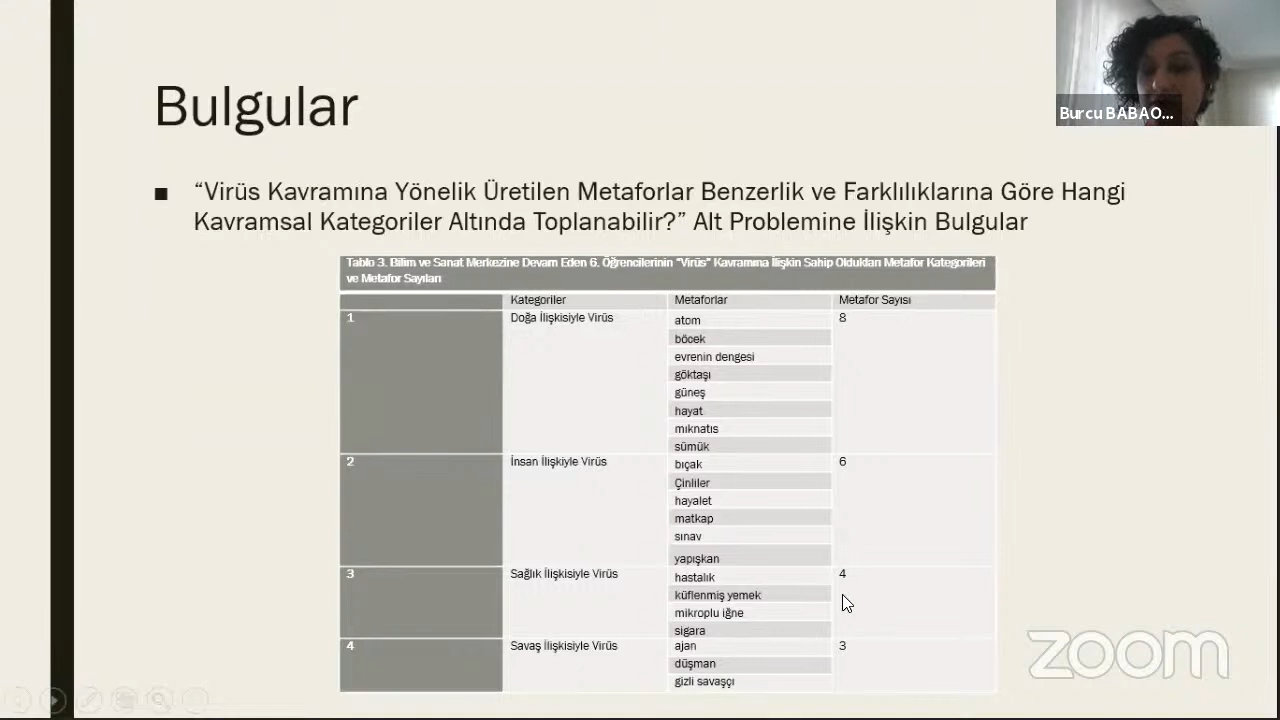 Bulgular
Burcu BABAO...
■ “Virüs Kavramına Yönelik Üretilen Metaforlar Benzerlik ve Farklılıklarına Göre Hangi
Kavramsal Kategoriler Altında Toplanabilir?” Alt Problemine İlişkin Bulgular
Tablo 3. Bilim ve Sanat Merkezine Devam Eden 6. Öğrencilerinin “Virüs” Kavramına İlişkin Sahip Oldukları Metafor Kategorileri
ve Metafor Sayıları
Kategoriler Metaforlar Metafor Sayısı
1 Doğa İlişkisiyle Virüs atom 8
böcek
evrenin dengesi
göktaşı
güneş
hayat
mıknatıs
sümük
2 İnsan İlişkiyle Virüs bıçak 6
Çinliler
hayalet
matkap
sınav
yapışkan
3 Sağlık İlişkisiyle Virüs hastalık 4
küflenmiş yemek
mikroplu iğne
sigara
4 Savaş İlişkisiyle Virüs ajan 3
düşman
gizli savaşçı
zoom